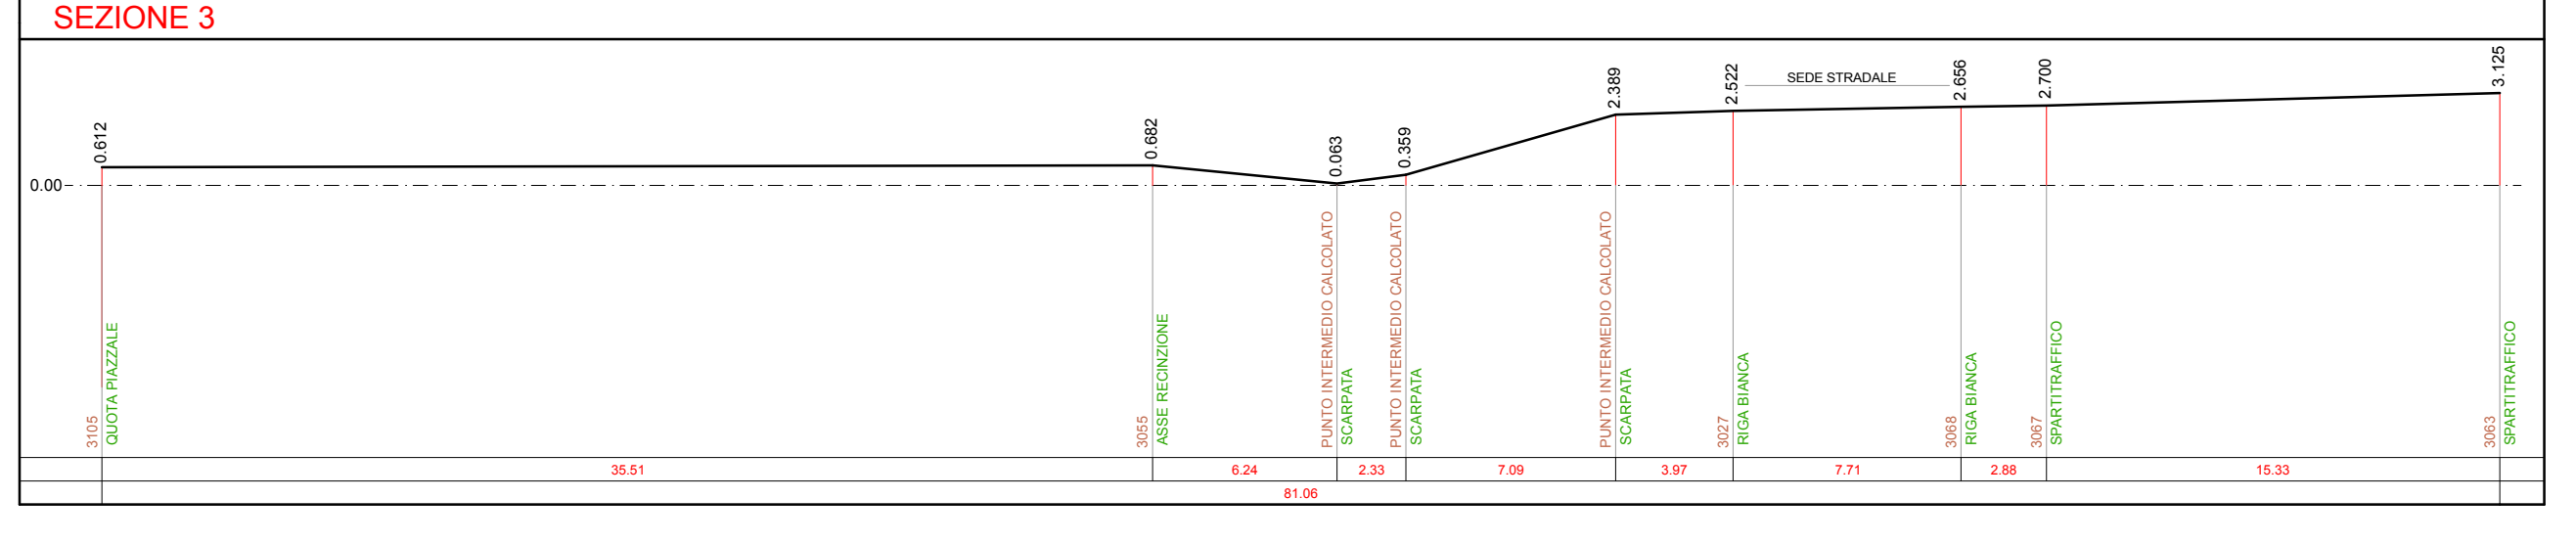 SEZIONE 3
0.612
0.682
0.063
0.359
2.389
2.522
SEDE STRADALE
2.656
2.700
3.125
0.00
3105
QUOTA PIAZZALE
3055
ASSE RECINZIONE
PUNTO INTERMEDIO CALCOLATO
SCARPATA
PUNTO INTERMEDIO CALCOLATO
SCARPATA
PUNTO INTERMEDIO CALCOLATO
SCARPATA
3027
RIGA BIANCA
3068
RIGA BIANCA
3067
SPARTITRAFFICO
3063
SPARTITRAFFICO
35.51 6.24 2.33 7.09 3.97 7.71 2.88 15.33
81.06